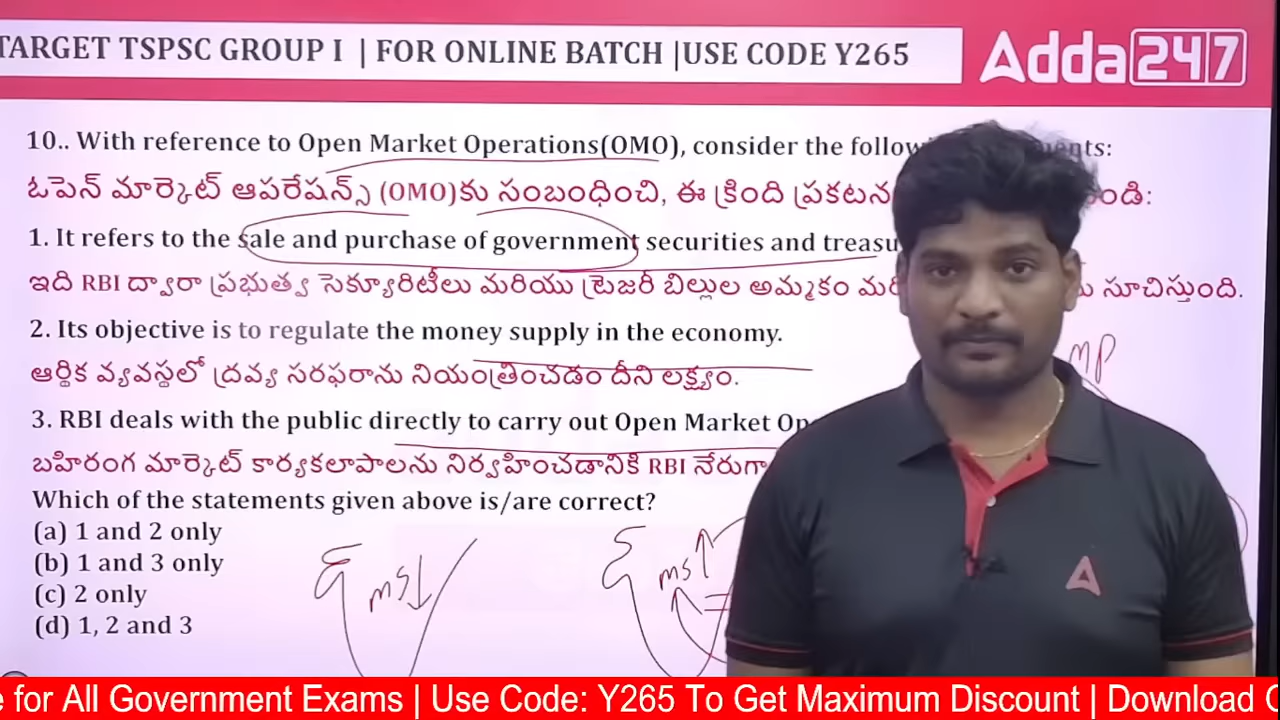 TARGET TSPSC GROUP I | FOR ONLINE BATCH |USE CODE Y265
Adda247
10.. With reference to Open Market Operations(OMO), consider the
ఓపెన్ మార్కెట్ ఆపరేషన్స్ (OMO)కు సంబంధించి, ఈ క్రింది
1. It refers to the sale and purchase of government securities and
ఇది RBI ద్వారా ప్రభుత్వ సెక్యూరిటీలు మరియు ట్రెజరీ బిల్లుల అమ్మకం సూచిస్తుంది.
2. Its objective is to regulate the money supply in the economy.
MP
ఆర్థిక వ్యవస్థలో ద్రవ్య సరఫరాను నియంత్రించడం దీని లక్ష్యం.
3. RBI deals with the public directly to carry out Open Market
బహిరంగ మార్కెట్ కార్యకలాపాలను నిర్వహించడానికి RBI నేరుగా
Which of the statements given above is/are correct?
(a) 1 and 2 only
(b) 1 and 3 only
(c) 2 only
(d) 1, 2 and 3
MS↓
MS↑
for All Government Exams | Use Code: Y265 To Get Maximum Discount | Download